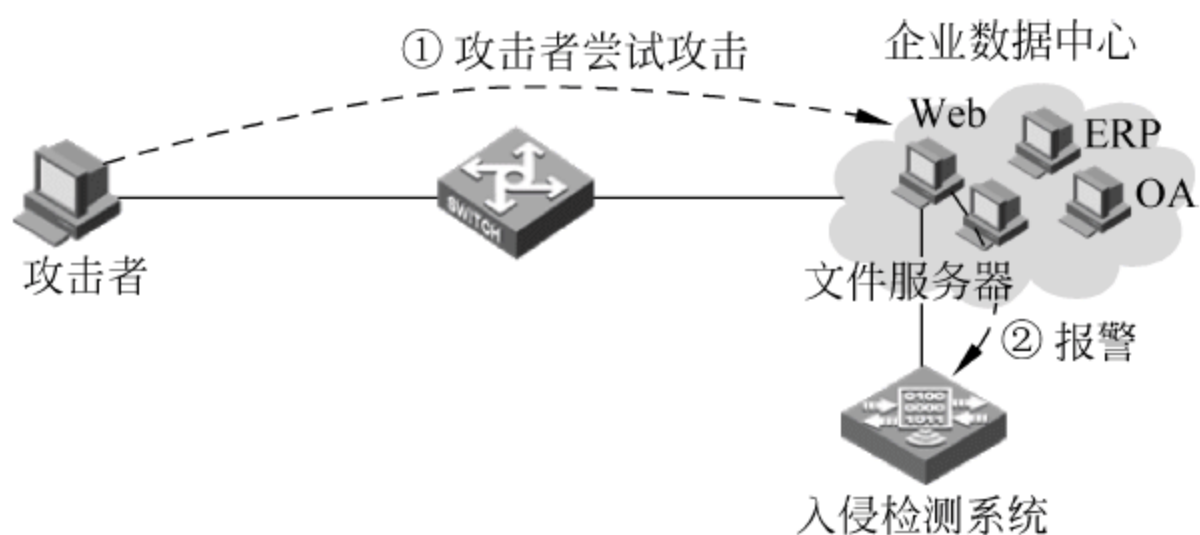 ① 攻击者尝试攻击
企业数据中心
Web
ERP
OA
SWITCH
攻击者
文件服务器
② 报警
0100
0000
1011
入侵检测系统